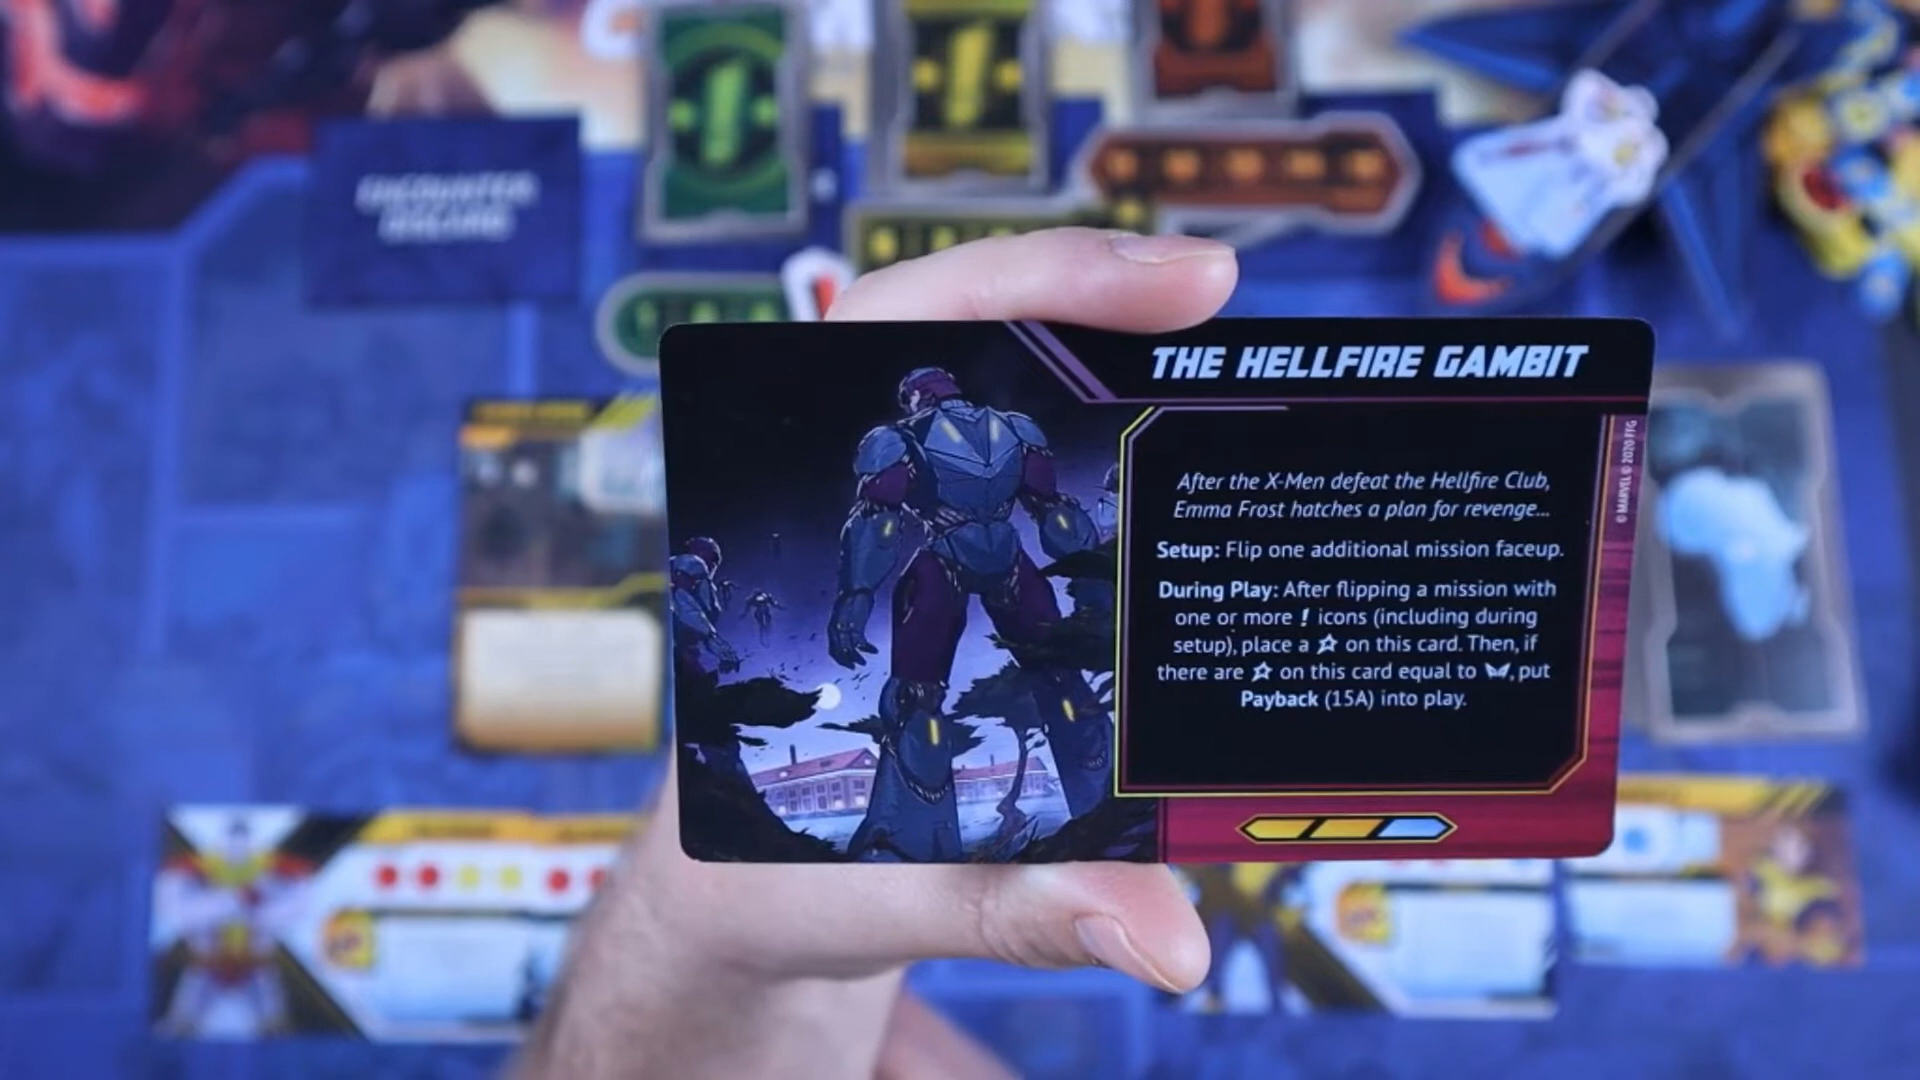 ENCOUNTER
DISCARD
THE HELLFIRE GAMBIT
After the X-Men defeat the Hellfire Club,
Emma Frost hatches a plan for revenge...
Setup: Flip one additional mission faceup.
During Play: After flipping a mission with
one or more ! icons (including during
setup), place a ☆ on this card. Then, if
there are ☆ on this card equal to , put
Payback (15A) into play.
© MARVEL © 2020 FFG